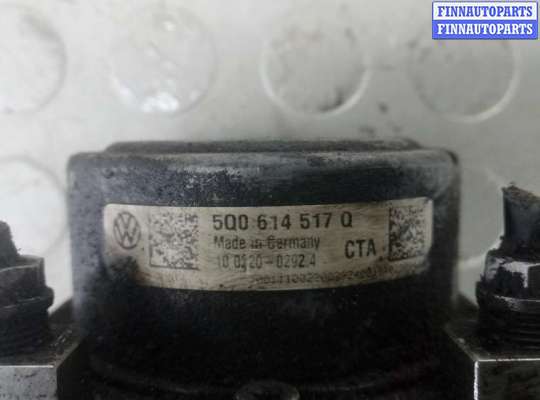 FINNAUTOPARTS
FINNAUTOPARTS
5Q0 614 517 Q
Made in Germany
CTA
10.0220-0292.4